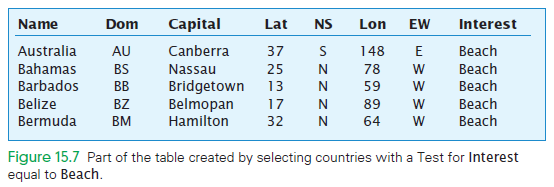 Name Dom Capital Lat NS Lon EW Interest
Australia AU Canberra 37 S 148 E Beach
Bahamas BS Nassau 25 N 78 W Beach
Barbados BB Bridgetown 13 N 59 W Beach
Belize BZ Belmopan 17 N 89 W Beach
Bermuda BM Hamilton 32 N 64 W Beach
Figure 15.7 Part of the table created by selecting countries with a Test for Interest
equal to Beach.